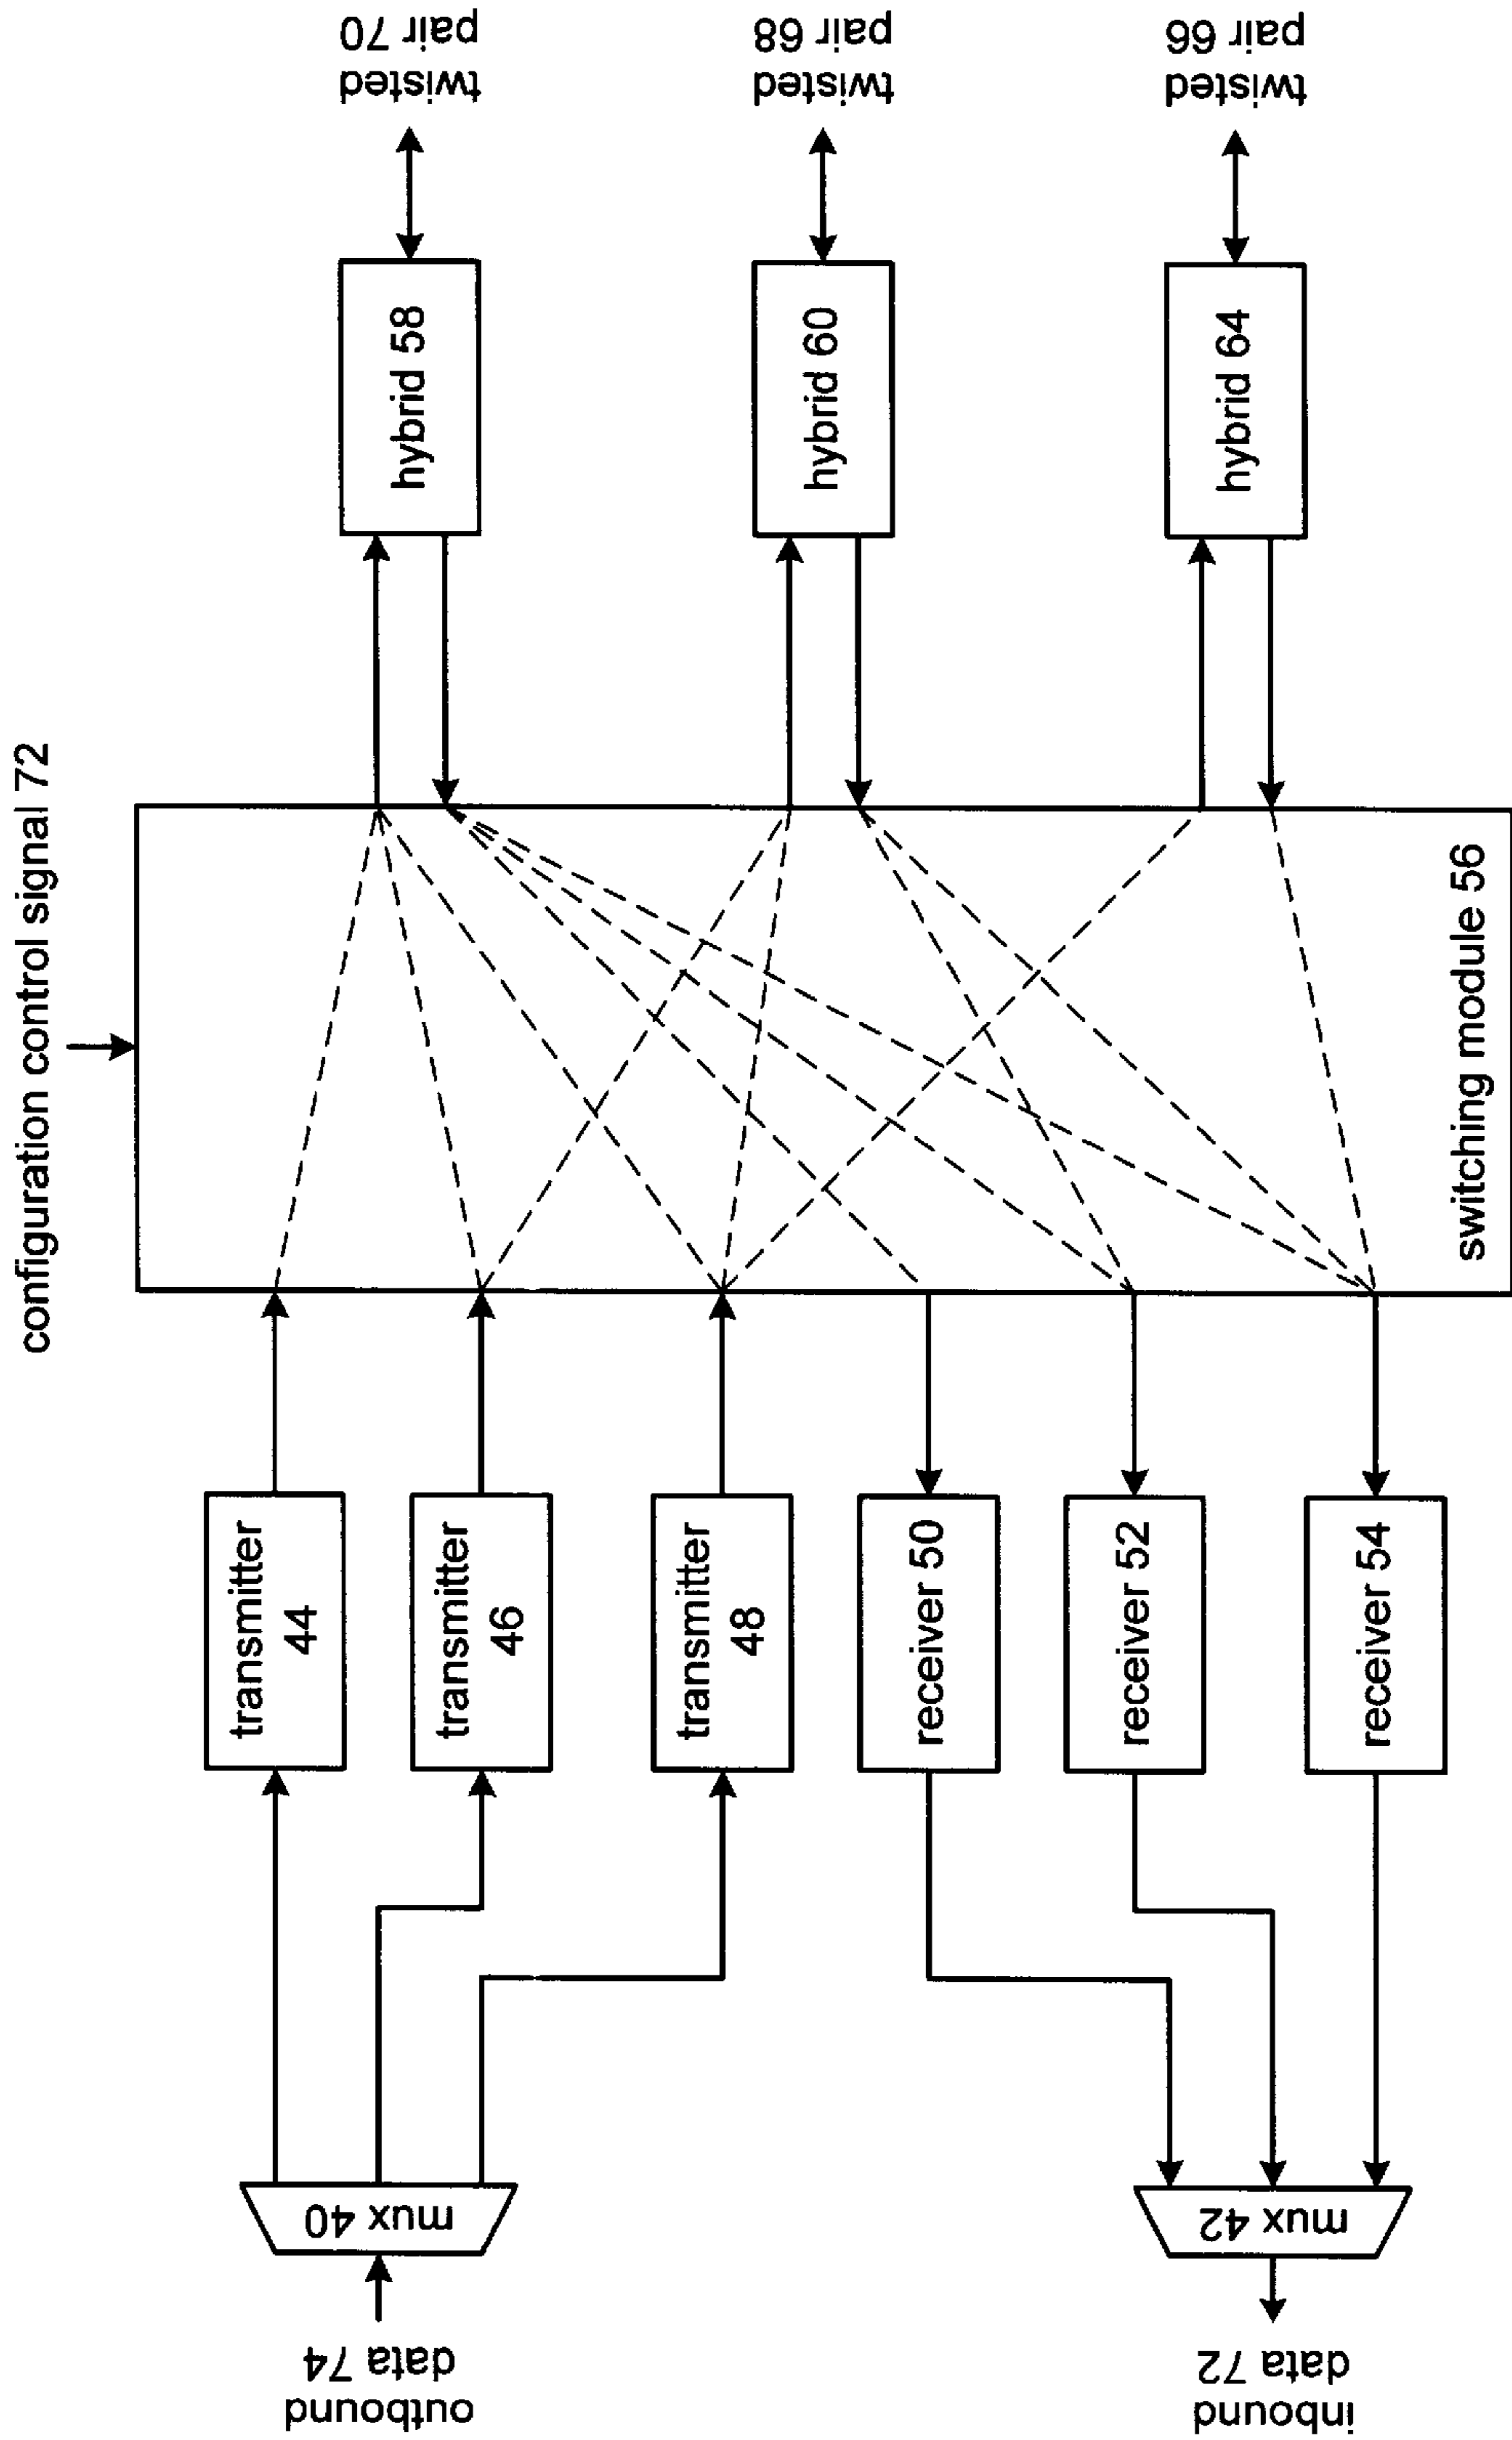 configuration control signal 72
twisted
pair 70
twisted
pair 68
twisted
pair 66
hybrid 58
hybrid 60
hybrid 64
switching module 56
transmitter
44
transmitter
46
transmitter
48
receiver 50
receiver 52
receiver 54
mux 40
mux 42
outbound
data 74
inbound
data 72